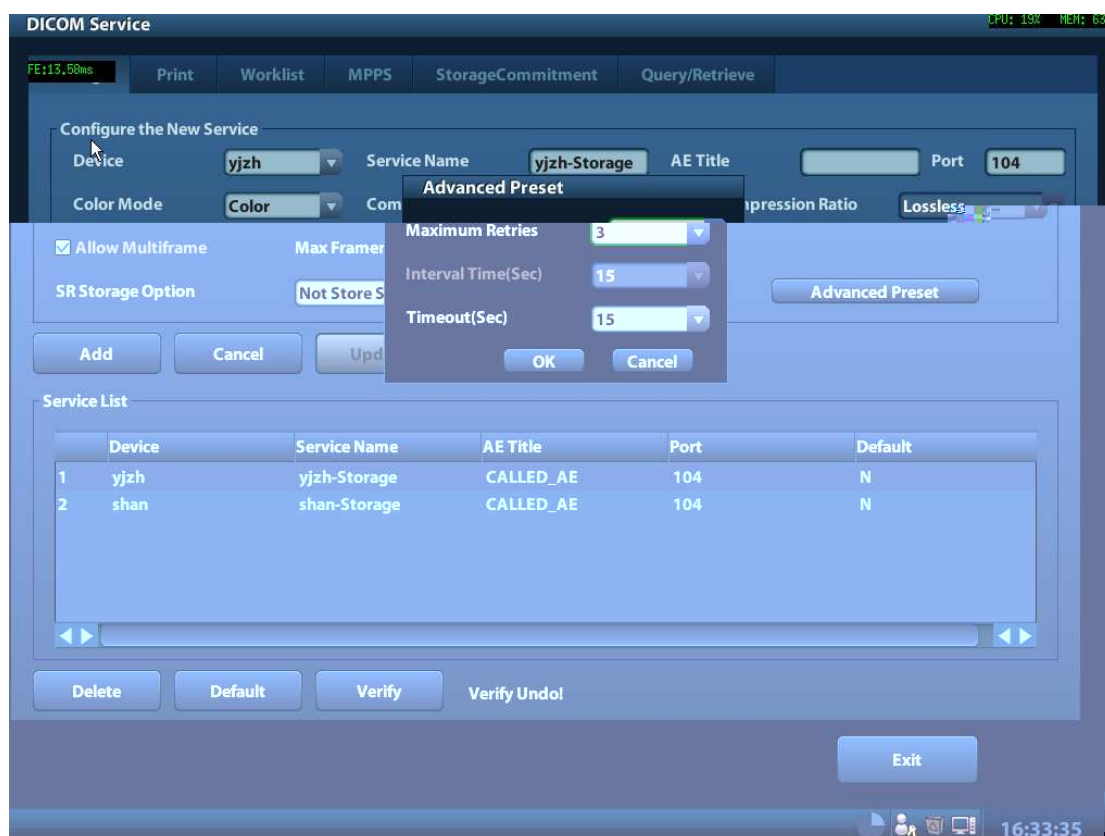 DICOM Service
CPU: 19% MEM: 63
FE:13.58ms
Print Worklist MPPS StorageCommitment Query/Retrieve
Configure the New Service
Device yjzh Service Name yjzh-Storage AE Title Port 104
Advanced Preset
Color Mode Color Com pression Ratio Lossless
Maximum Retries 3
Allow Multiframe Max Framer
Interval Time(Sec) 15
SR Storage Option Not Store S Advanced Preset
Timeout(Sec) 15
Add Cancel Upd OK Cancel
Service List
Device Service Name AE Title Port Default
1 yjzh yjzh-Storage CALLED_AE 104 N
2 shan shan-Storage CALLED_AE 104 N
Delete Default Verify Verify Undo!
Exit
16:33:35